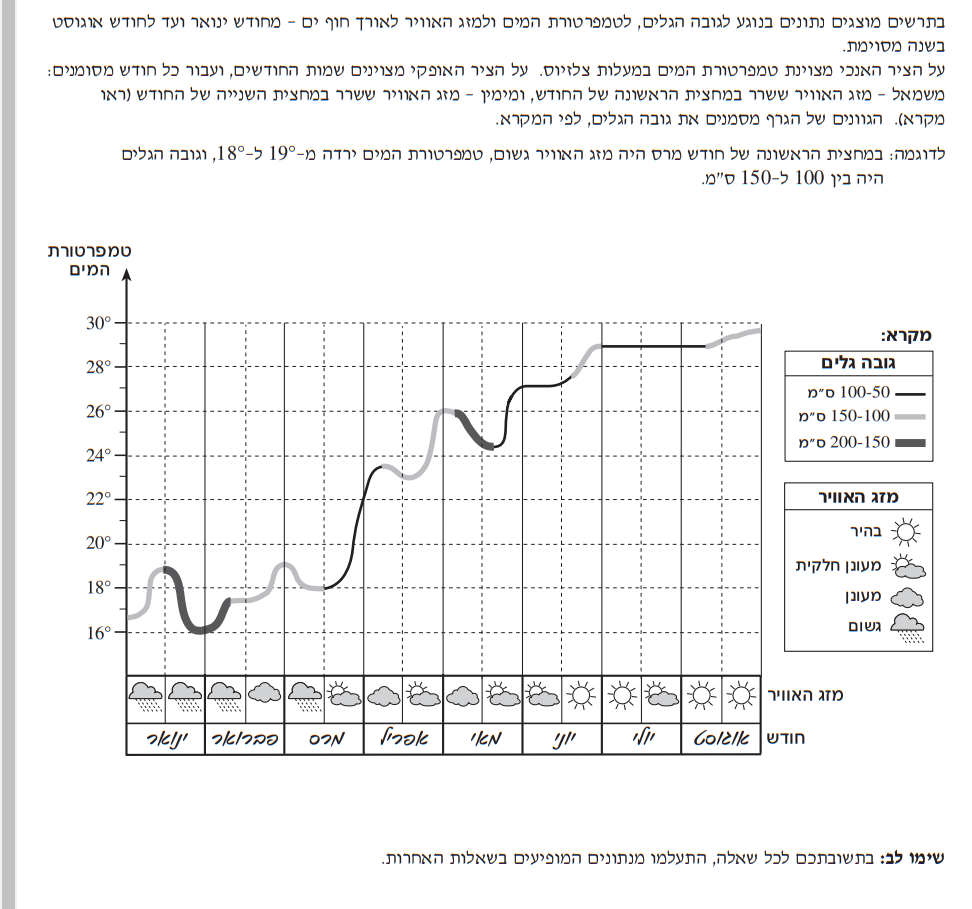 בתרשים מוצגים נתונים בנוגע לגובה הגלים, לטמפרטורת המים ולמזג האוויר לאורך חוף ים – מחודש ינואר ועד לחודש אוגוסט
בשנה מסוימת.
על הציר האנכי מצוינת טמפרטורת המים במעלות צלזיוס. על הציר האופקי מצוינים שמות החודשים, ועבור כל חודש מסומנים:
משמאל – מזג האוויר ששרר במחצית הראשונה של החודש, ומימין – מזג האוויר ששרר במחצית השנייה של החודש (ראו
מקרא). הגוונים של הגרף מסמנים את גובה הגלים, לפי המקרא.
לדוגמה: במחצית הראשונה של חודש מרס היה מזג האוויר גשום, טמפרטורת המים ירדה מ-19° ל-18°, וגובה הגלים
היה בין 100 ל-150 ס״מ.
טמפרטורת
המים
30°
28°
26°
24°
22°
20°
18°
16°
מקרא:
גובה גלים
100-50 ס״מ
150-100 ס״מ
200-150 ס״מ
מזג האוויר
בהיר
מעונן חלקית
מעונן
גשום
מזג האוויר
חודש
ינואר פברואר מרס אפריל מאי יוני יולי אוגוסט
שימו לב: בתשובתכם לכל שאלה, התעלמו מנתונים המופיעים בשאלות האחרות.